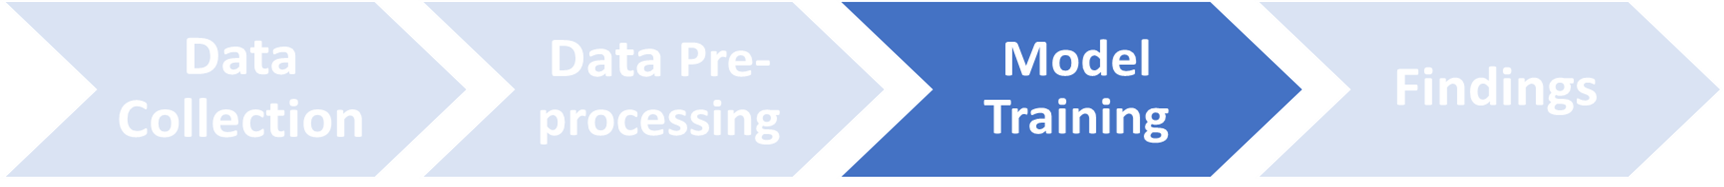 Data
Collection
Data Pre-
processing
Model
Training
Findings